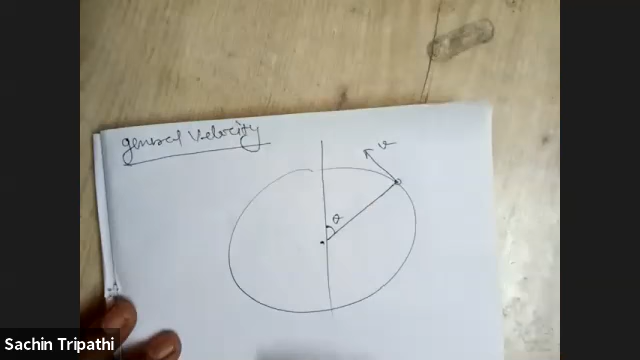 general velocity
v
θ
Sachin Tripathi